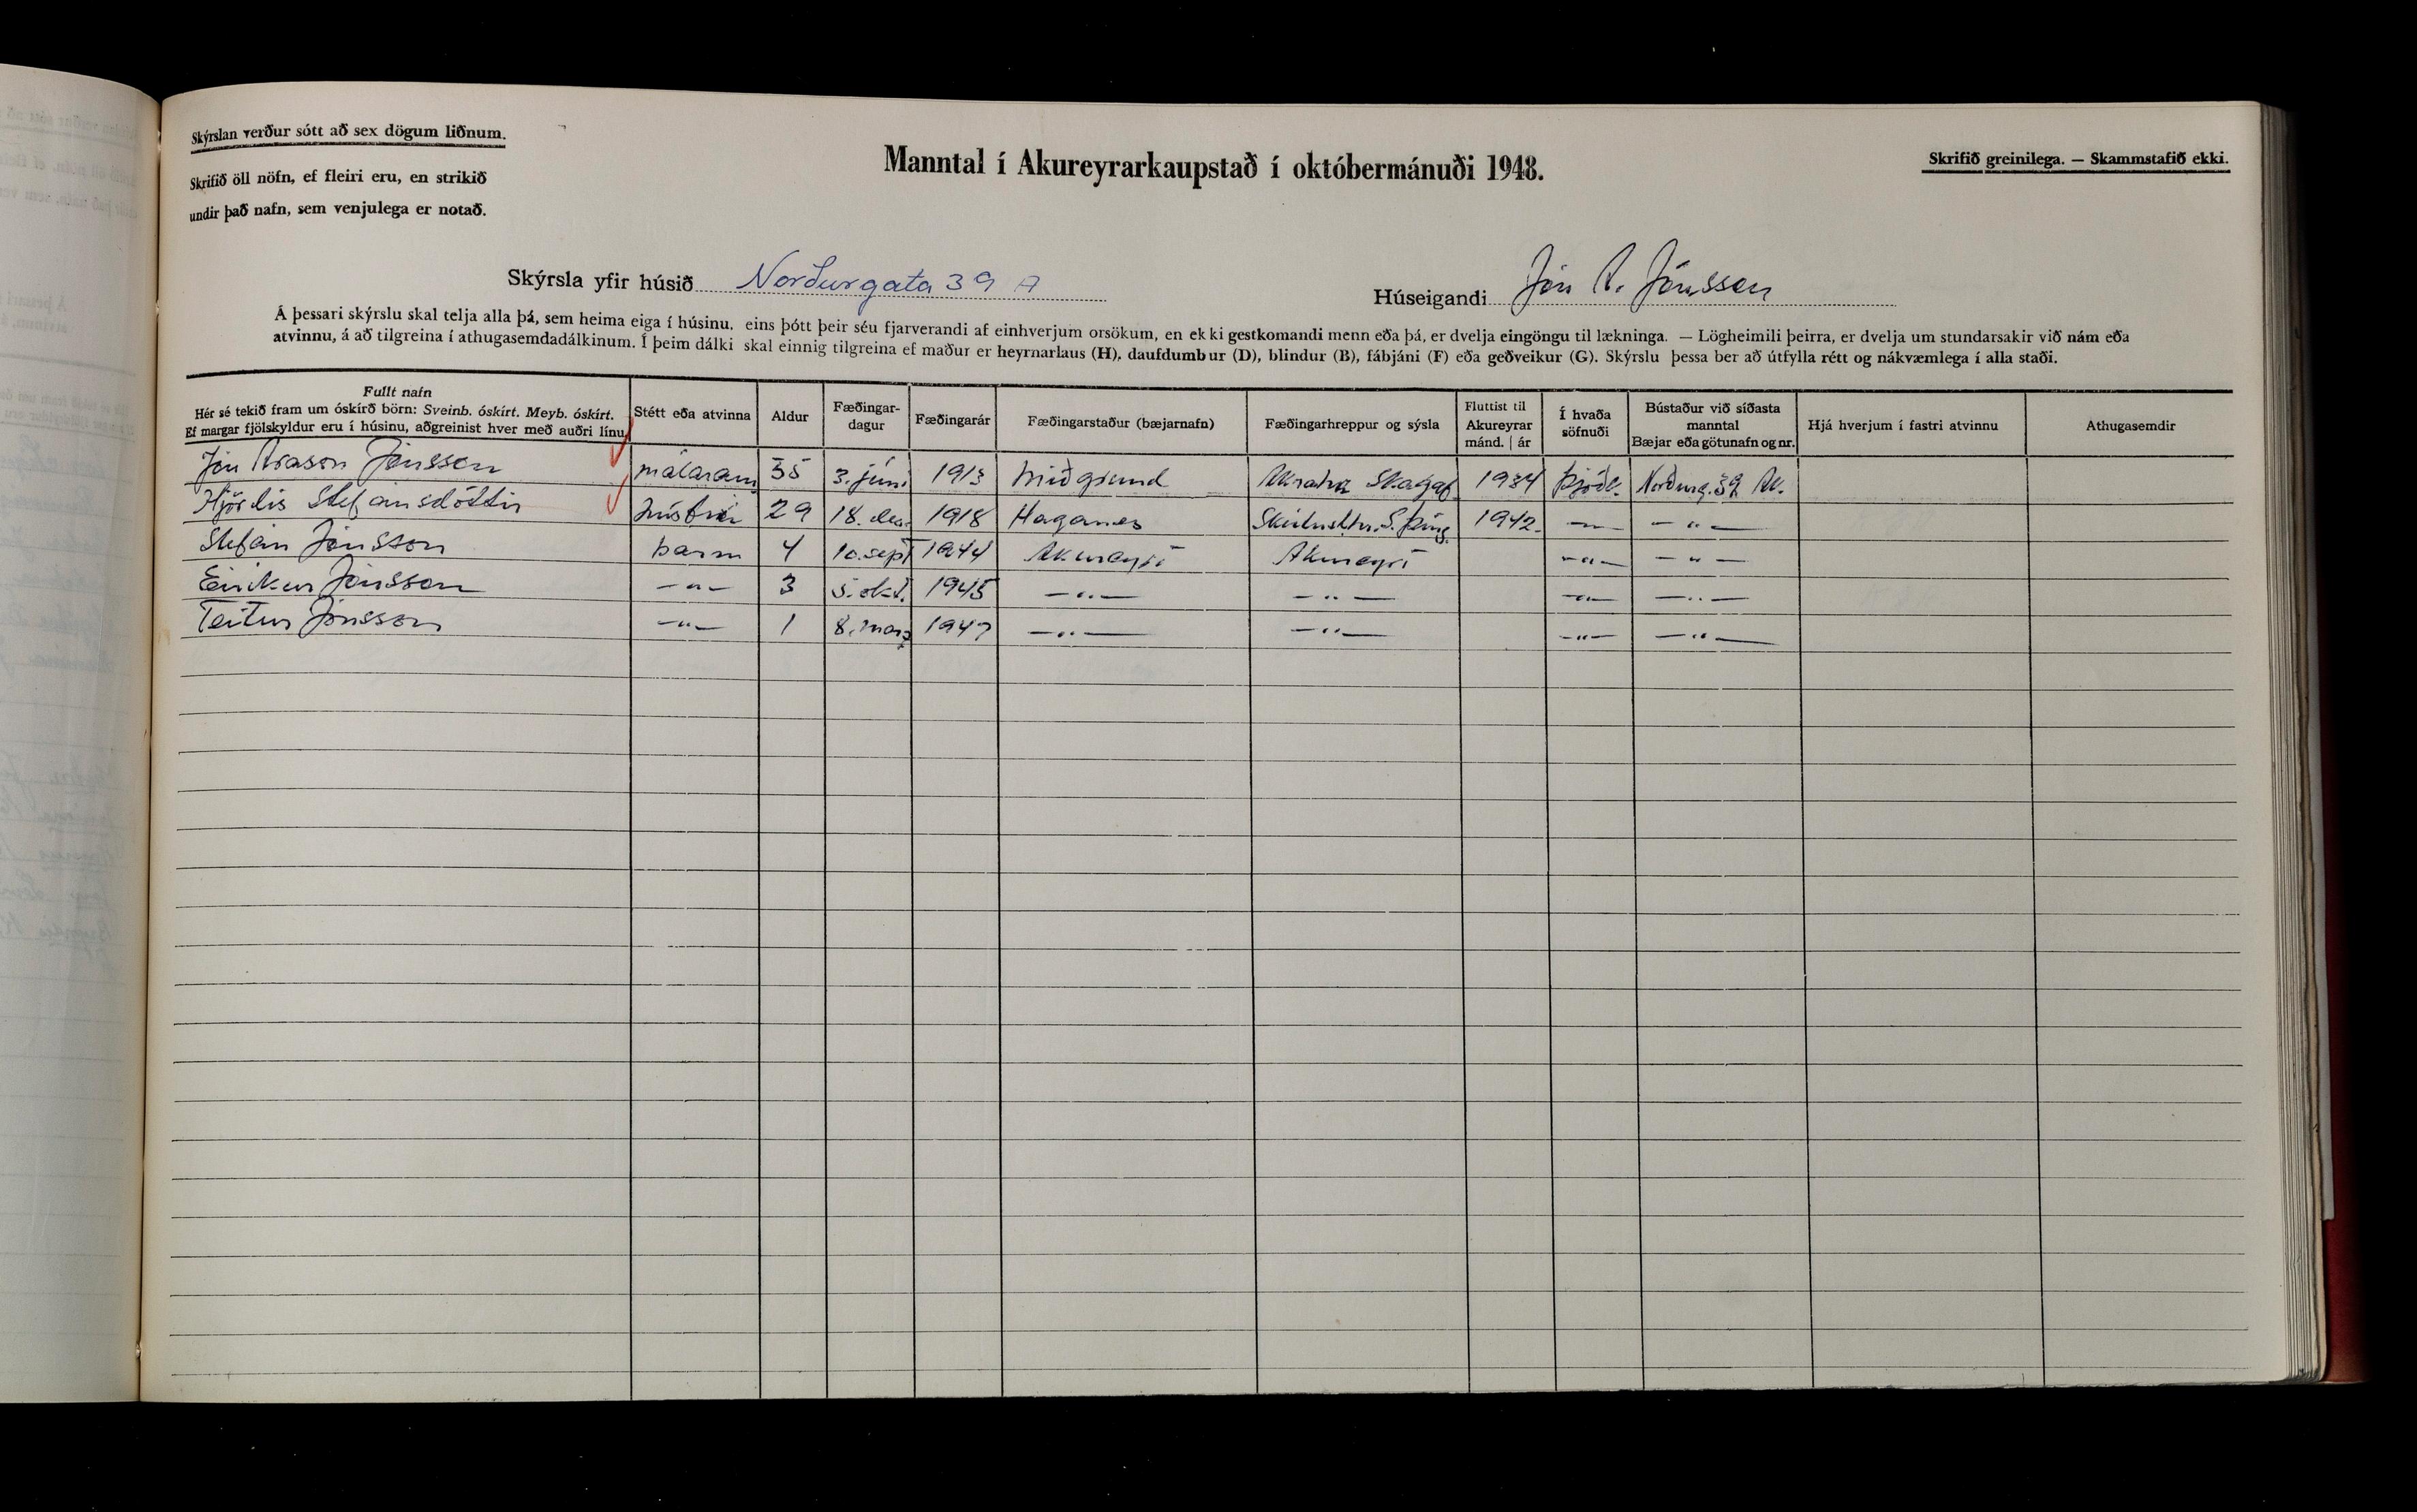 Skýrslan verður sótt að sex dögum liðnum.
Skrifið öll nöfn, ef fleiri eru, en strikið
undir það nafn, sem venjulega er notað.
Manntal í Akureyrarkaupstað í októbermánuði 1948.
Skrifið greinilega. — Skammstafið ekki.
Skýrsla yfir húsið Norðurgata 39 A
Húseigandi Jón A. Jónsson
Á þessari skýrslu skal telja alla þá, sem heima eiga í húsinu, eins þótt þeir séu fjarverandi af einhverjum orsökum, en ekki gestkomandi menn eða þá, er dvelja eingöngu til lækninga. — Lögheimili þeirra, er dvelja um stundarsakir við nám eða
atvinnu, á að tilgreina í athugasemdadálkinum. Í þeim dálki skal einnig tilgreina ef maður er heyrnarlaus (H), daufdumbur (D), blindur (B), fábjáni (F) eða geðveikur (G). Skýrslu þessa ber að útfylla rétt og nákvæmlega í alla staði.
Fullt nafn
Hér sé tekið fram um óskírð börn: Sveinb. óskírt. Meyb. óskírt.
Ef margar fjölskyldur eru í húsinu, aðgreinist hver með auðri línu.
Stétt eða atvinna
Aldur
Fæðingar-
dagur
Fæðingarár
Fæðingarstaður (bæjarnafn)
Fæðingarhreppur og sýsla
Fluttist til
Akureyrar
mánd. | ár
Í hvaða
söfnuði
Bústaður við síðasta
manntal
Bæjar eða götunafn og nr.
Hjá hverjum í fastri atvinnu
Athugasemdir
Jón Arason Jónsson málaram. 35 3. júní 1913 Miðgrund Akrahr. Skagaf. 1934 Þjóðk. Norðurg. 39 Ak.
Hjördís Stefánsdóttir húsfrú 29 18. des. 1918 Haganes Skútusthr. S. Þing. 1942. —„— —„—
Stefán Jónsson barn 4 10. sept 1944 Akureyri Akureyri —„— —„—
Eiríkur Jónsson —„— 3 5. okt. 1945 —„— —„— —„— —„—
Teitur Jónsson —„— 1 8. marz 1947 —„— —„— —„— —„—